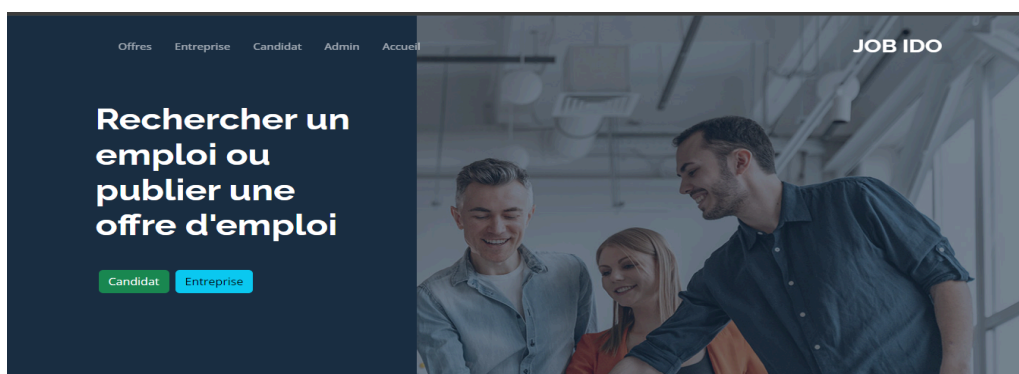 Offres Entreprise Candidat Admin Accueil
JOB IDO
Rechercher un
emploi ou
publier une
offre d'emploi
Candidat Entreprise